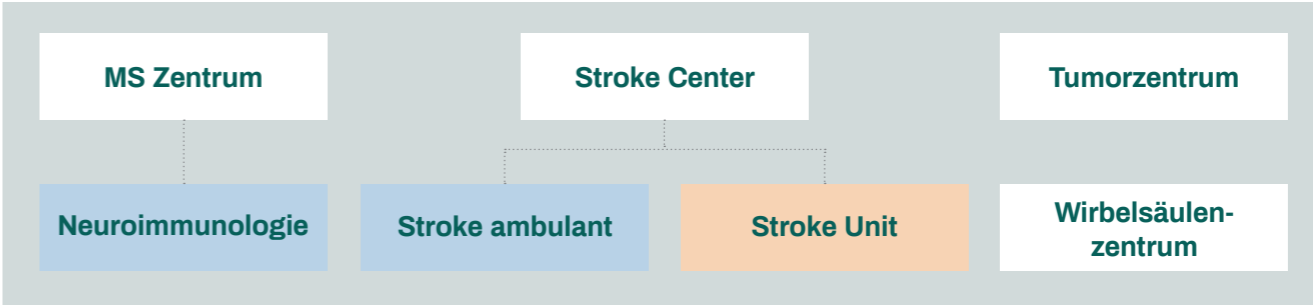 MS Zentrum
Stroke Center
Tumorzentrum
Neuroimmunologie
Stroke ambulant
Stroke Unit
Wirbelsäulen-
zentrum